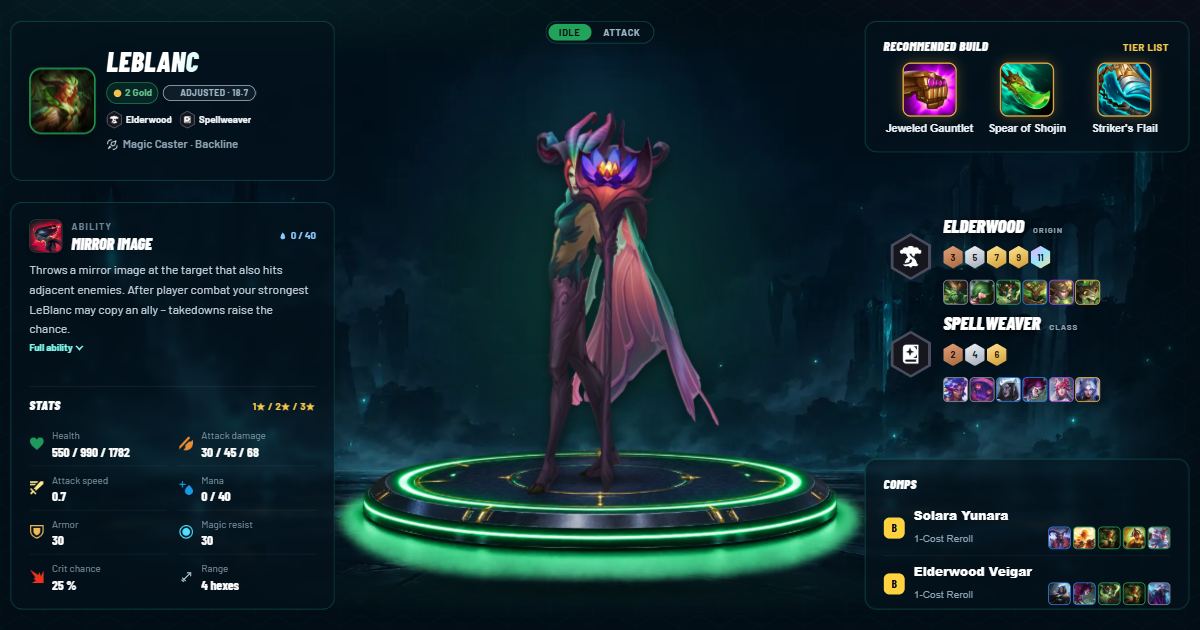 LEBLANC
2 Gold
ADJUSTED · 18.7
Elderwood
Spellweaver
Magic Caster · Backline
ABILITY
MIRROR IMAGE
0 / 40
Throws a mirror image at the target that also hits
adjacent enemies. After player combat your strongest
LeBlanc may copy an ally – takedowns raise the
chance.
Full ability
STATS
1★ / 2★ / 3★
Health
550 / 990 / 1782
Attack damage
30 / 45 / 68
Attack speed
0.7
Mana
0 / 40
Armor
30
Magic resist
30
Crit chance
25 %
Range
4 hexes
IDLE
ATTACK
RECOMMENDED BUILD
TIER LIST
Jeweled Gauntlet
Spear of Shojin
Striker's Flail
ELDERWOOD
ORIGIN
3 5 7 9 11
SPELLWEAVER
CLASS
2 4 6
COMPS
B
Solara Yunara
1-Cost Reroll
B
Elderwood Veigar
1-Cost Reroll